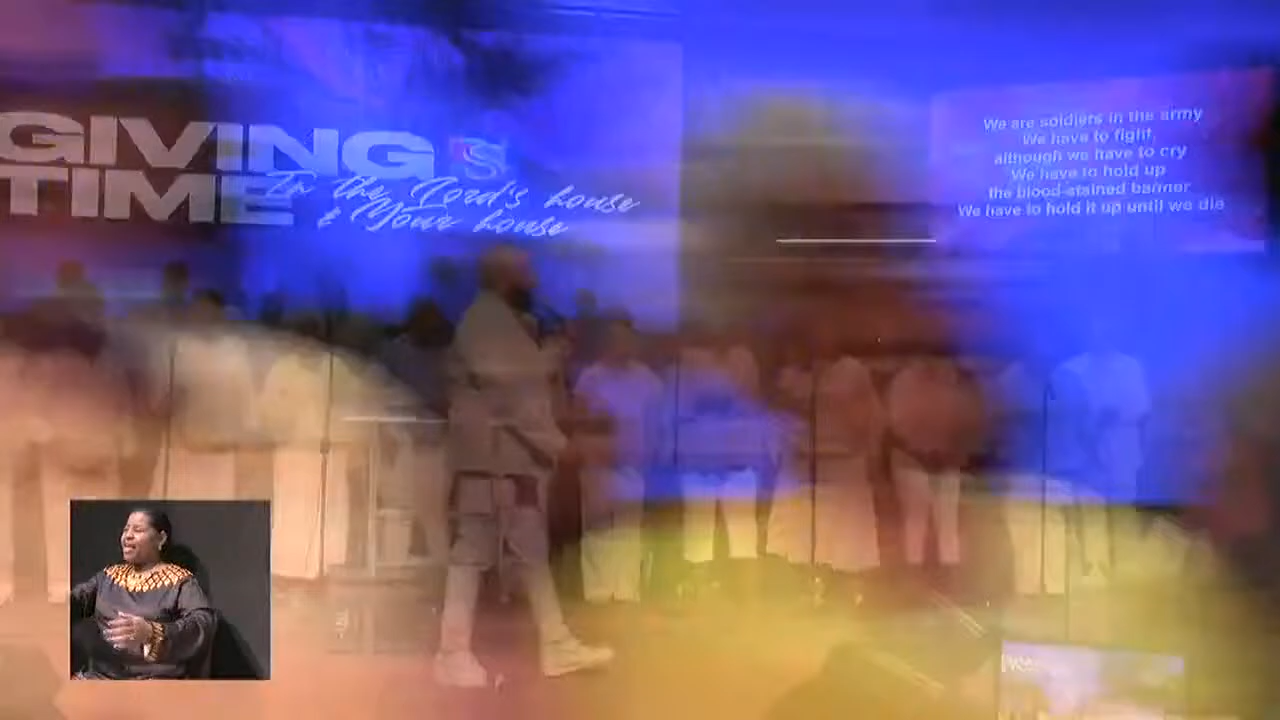 GIVING
TIME
In the Lord's house
& Your house
We are soldiers in the army
We have to fight,
although we have to cry
We have to hold up
the blood-stained banner
We have to hold it up until we die